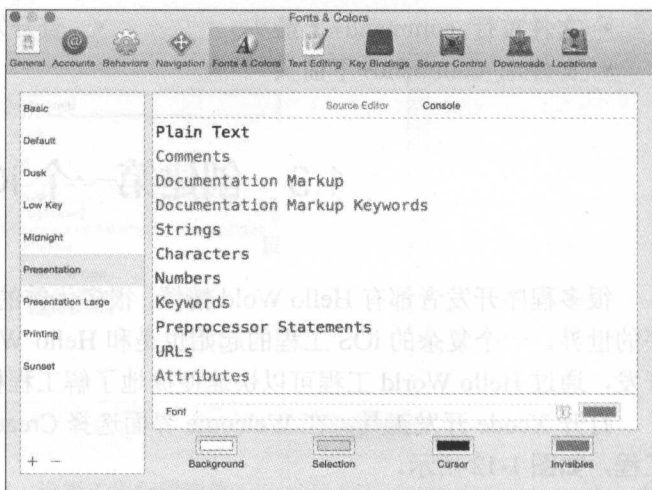 Fonts & Colors
General Accounts Behaviors Navigation Fonts & Colors Text Editing Key Bindings Source Control Downloads Locations
Basic
Default
Dusk
Low Key
Midnight
Presentation
Presentation Large
Printing
Sunset
+ −
Source Editor Console
Plain Text
Comments
Documentation Markup
Documentation Markup Keywords
Strings
Characters
Numbers
Keywords
Preprocessor Statements
URLs
Attributes
Font
Background Selection Cursor Invisibles